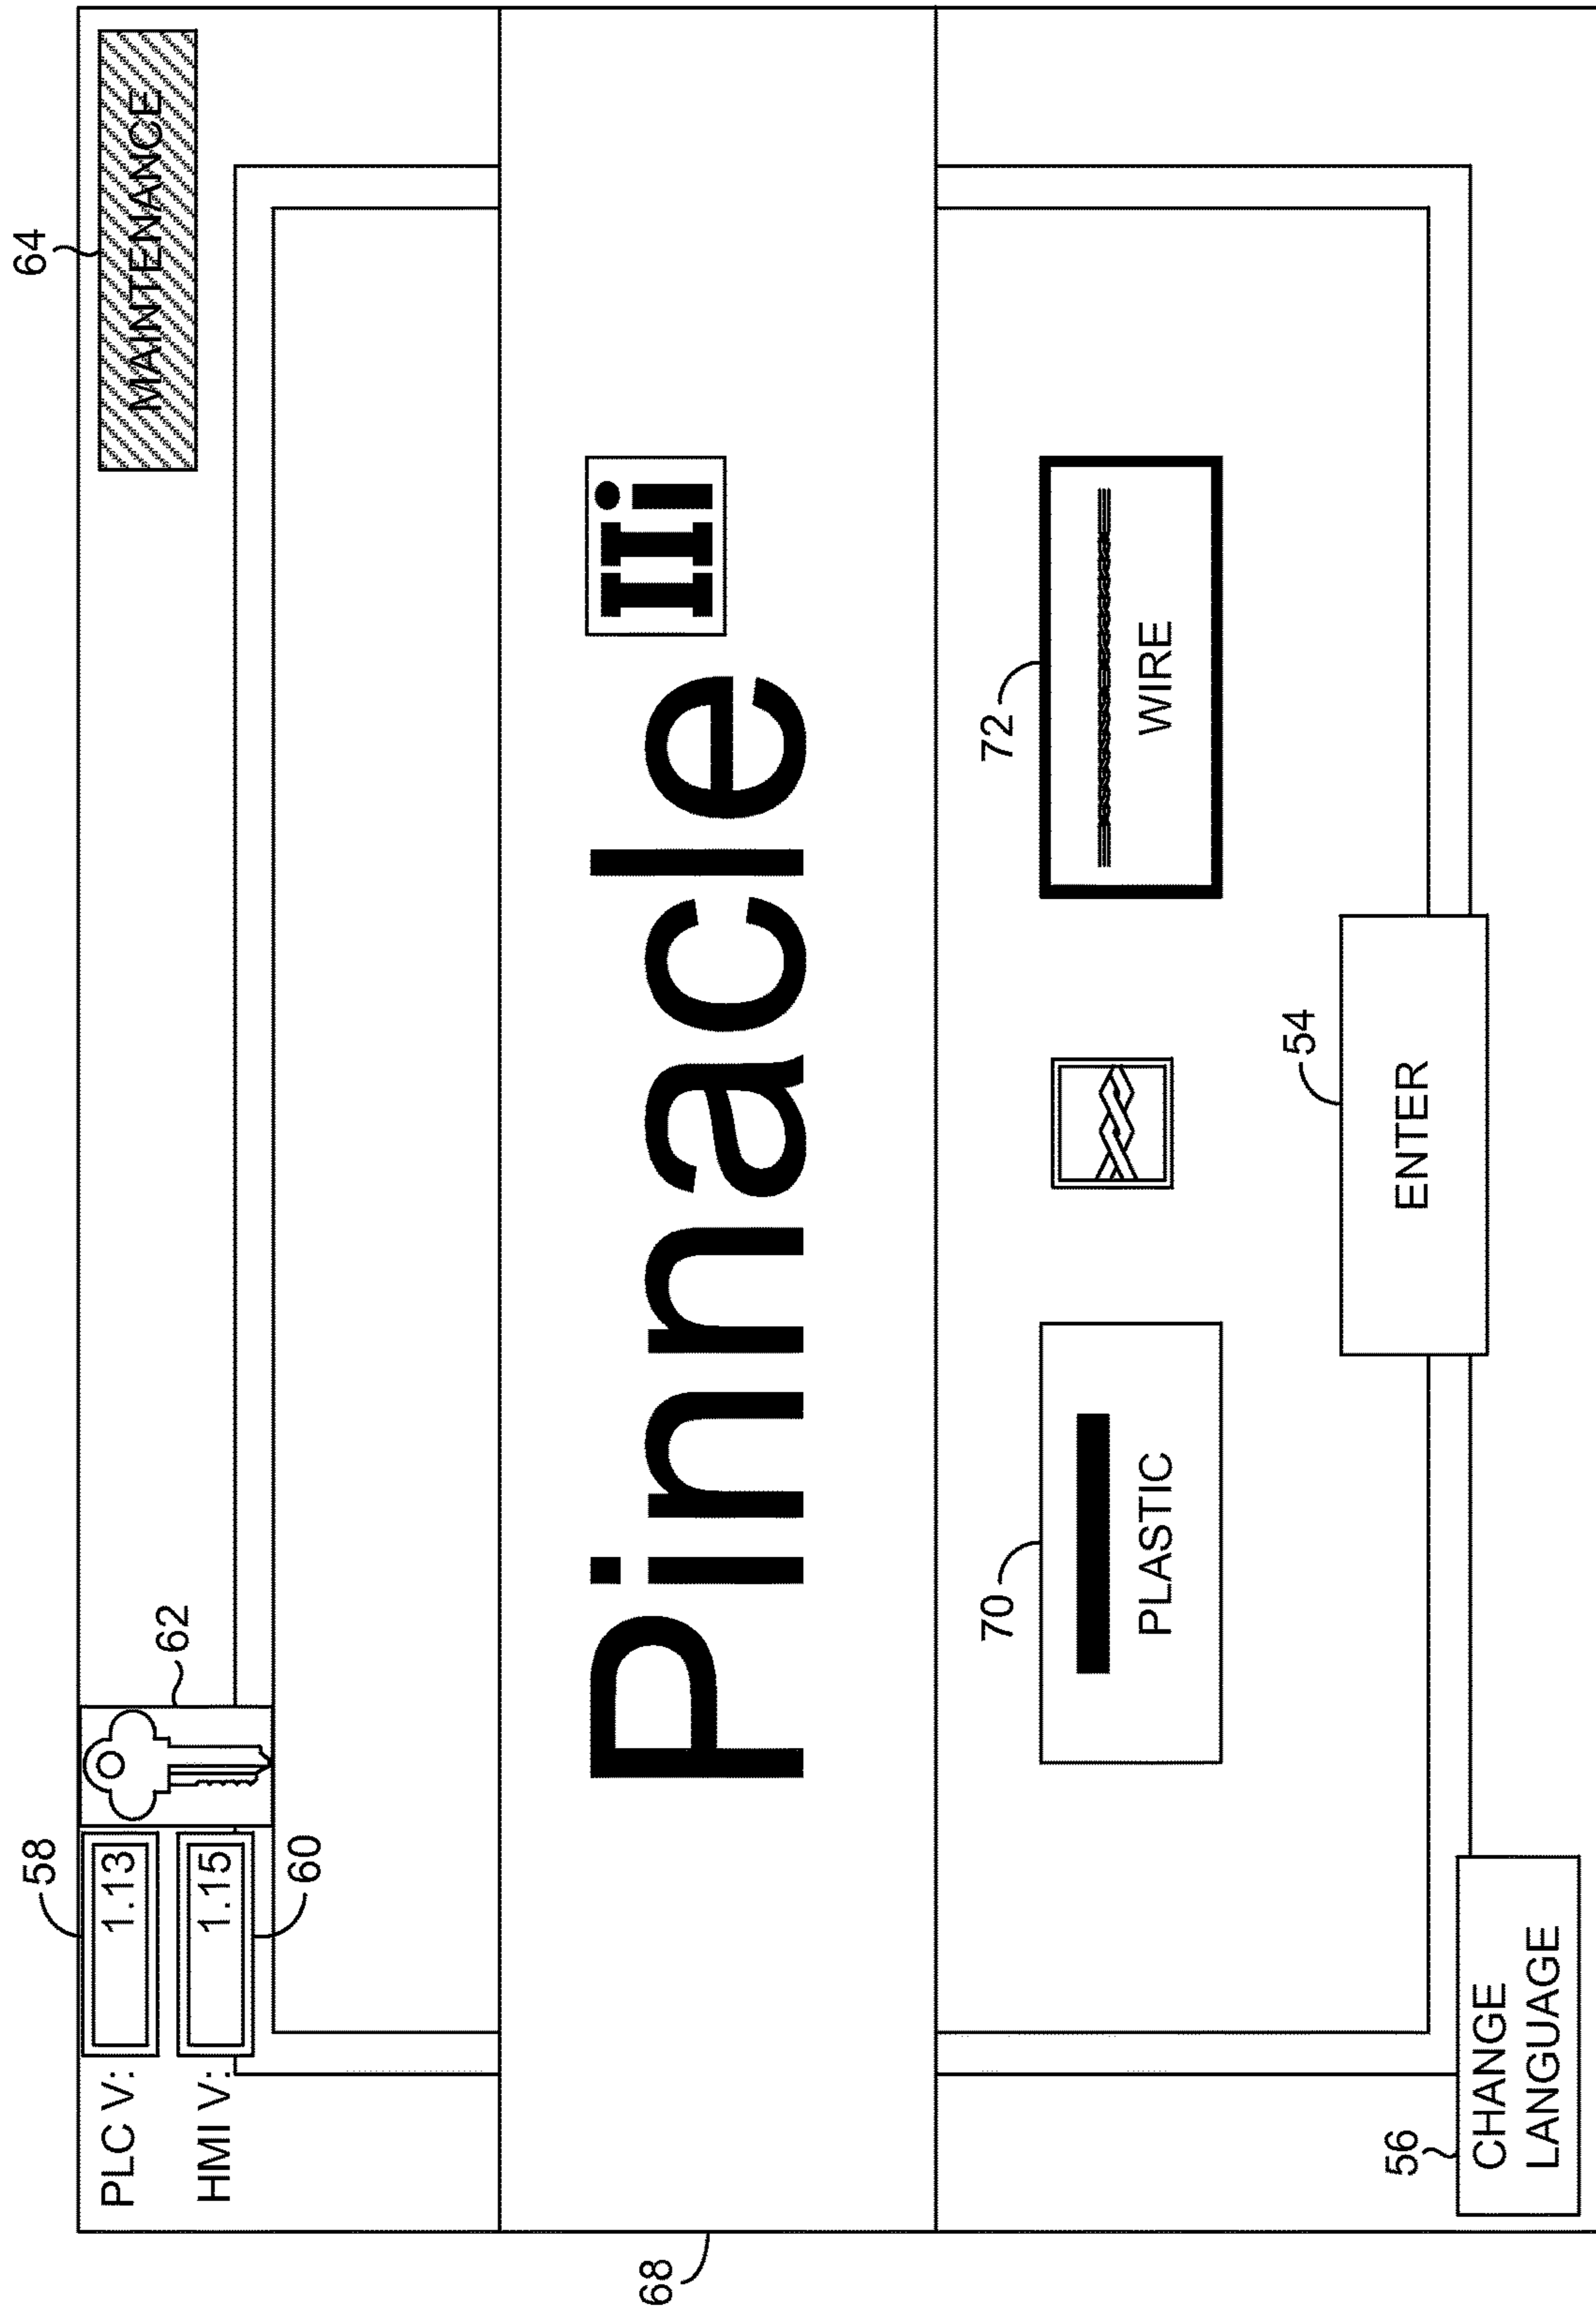 64
58
62
PLC V: 1.13
MAINTENANCE
HMI V: 1.15
60
68
Pinnacle IIi
70
72
PLASTIC
WIRE
54
ENTER
56
CHANGE
LANGUAGE